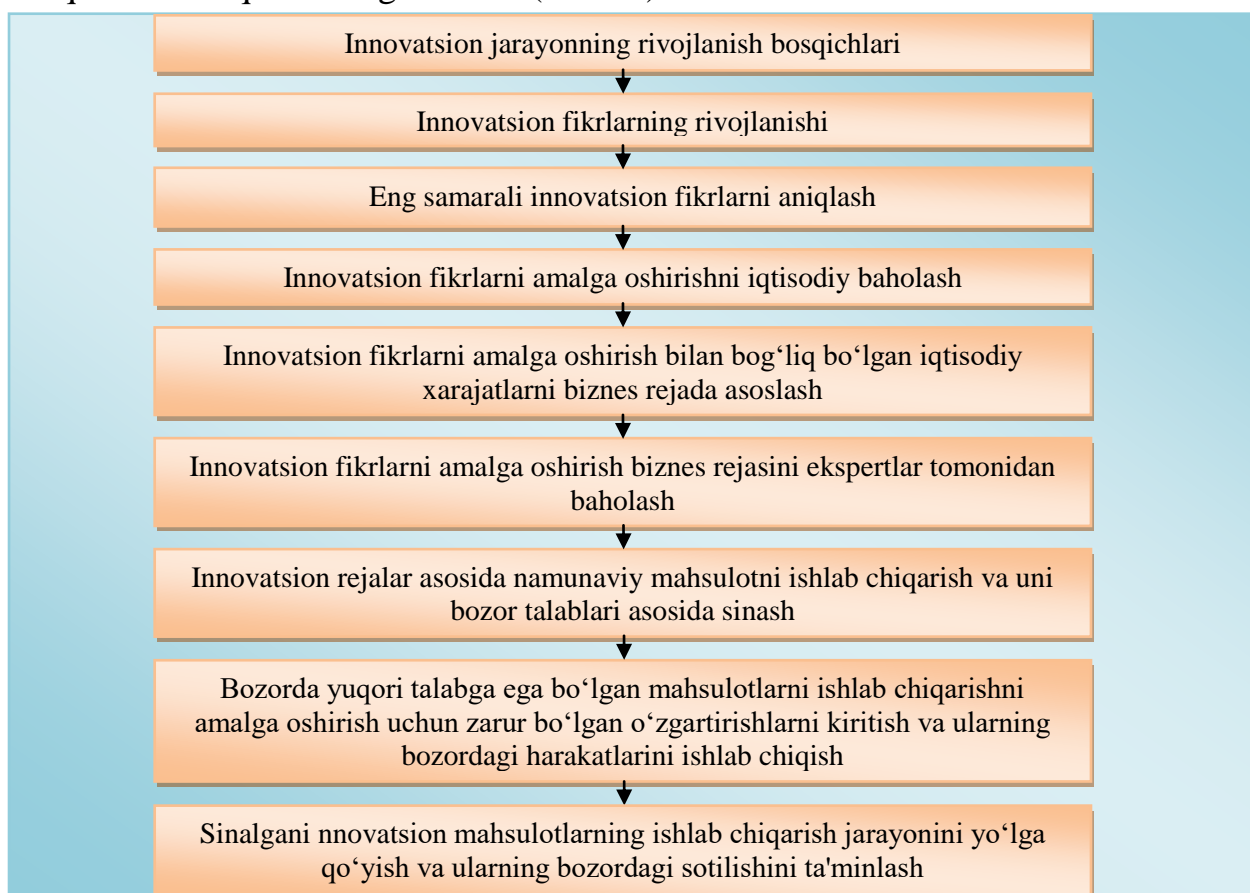 Innovatsion jarayonning rivojlanish bosqichlari
Innovatsion fikrlarning rivojlanishi
Eng samarali innovatsion fikrlarni aniqlash
Innovatsion fikrlarni amalga oshirishni iqtisodiy baholash
Innovatsion fikrlarni amalga oshirish bilan bog‘liq bo‘lgan iqtisodiy
xarajatlarni biznes rejada asoslash
Innovatsion fikrlarni amalga oshirish biznes rejasini ekspertlar tomonidan
baholash
Innovatsion rejalar asosida namunaviy mahsulotni ishlab chiqarish va uni
bozor talablari asosida sinash
Bozorda yuqori talabga ega bo‘lgan mahsulotlarni ishlab chiqarishni
amalga oshirish uchun zarur bo‘lgan o‘zgartirishlarni kiritish va ularning
bozordagi harakatlarini ishlab chiqish
Sinalgani nnovatsion mahsulotlarning ishlab chiqarish jarayonini yo‘lga
qo‘yish va ularning bozordagi sotilishini ta'minlash